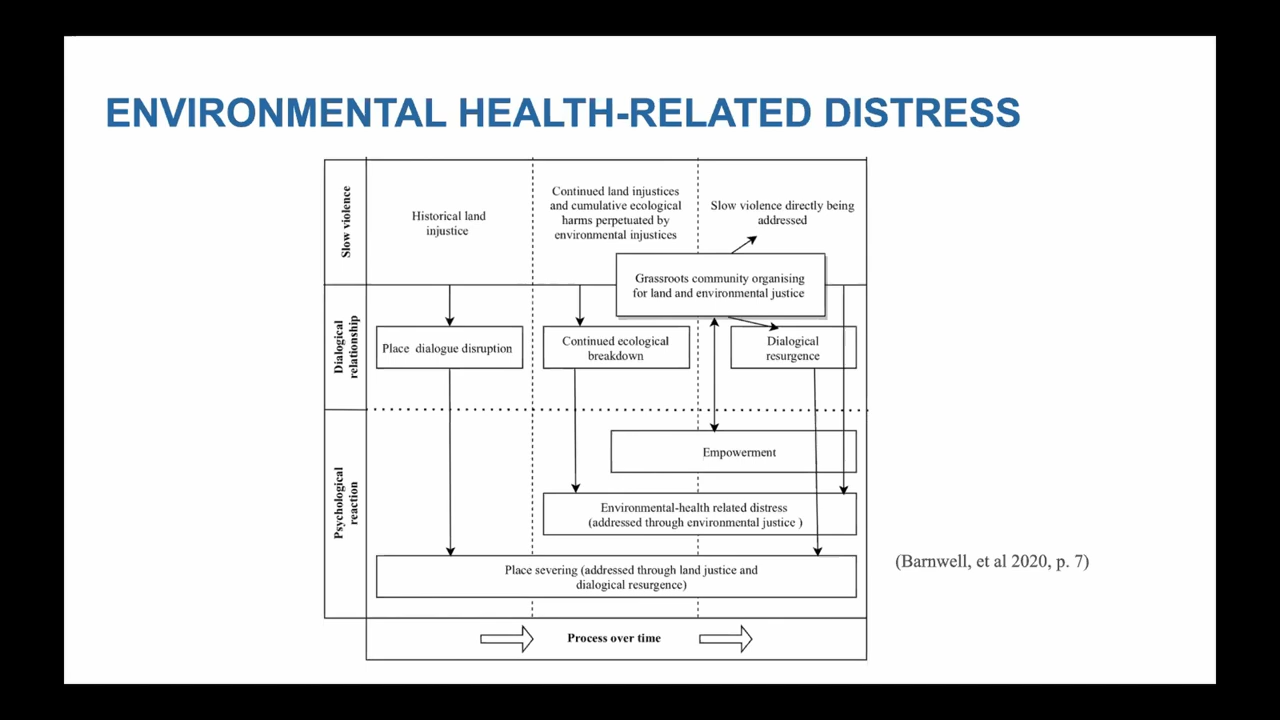 ENVIRONMENTAL HEALTH-RELATED DISTRESS
Slow violence
Historical land
injustice
Continued land injustices
and cumulative ecological
harms perpetuated by
environmental injustices
Slow violence directly being
addressed
Grassroots community organising
for land and environmental justice
Dialogical
relationship
Place dialogue disruption
Continued ecological
breakdown
Dialogical
resurgence
Psychological
reaction
Empowerment
Environmental-health related distress
(addressed through environmental justice )
Place severing (addressed through land justice and
dialogical resurgence)
Process over time
(Barnwell, et al 2020, p. 7)